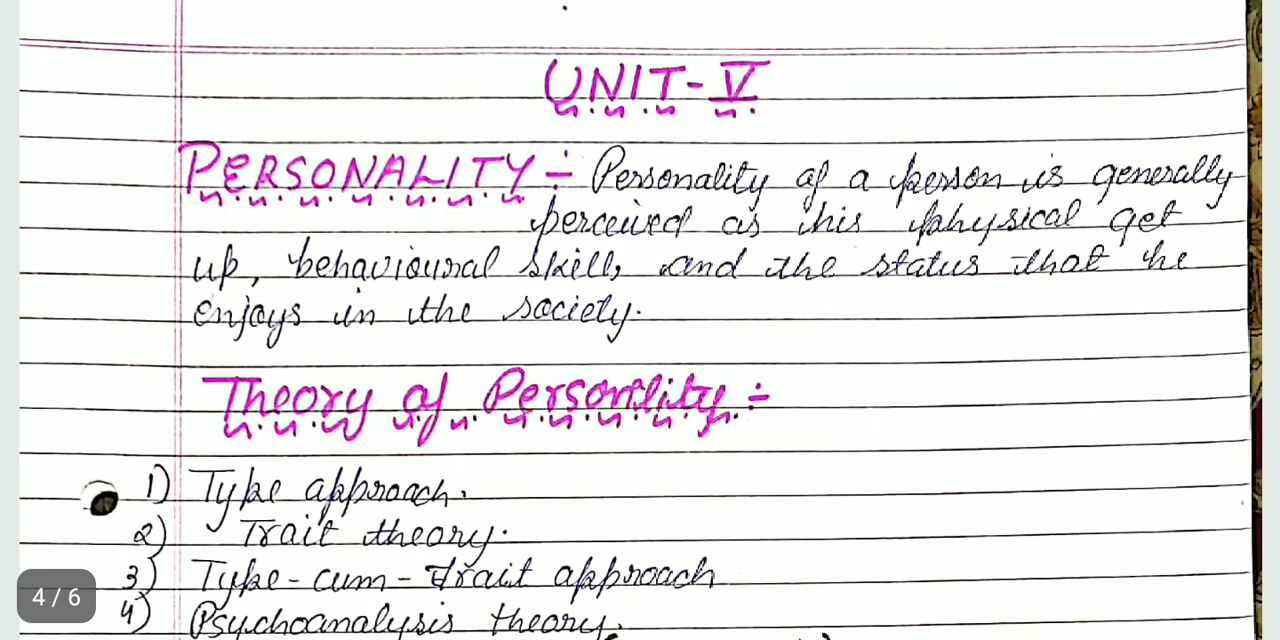 UNIT-V
PERSONALITY ÷ Personality of a person is generally
perceived as his physical get
up, behavioural skill, and the status that he
enjoys in the society.
Theory of Personality ÷
1) Type approach.
2) Trait theory.
3) Type-cum-Trait approach
4) Psychoanalysis theory.
4 / 6